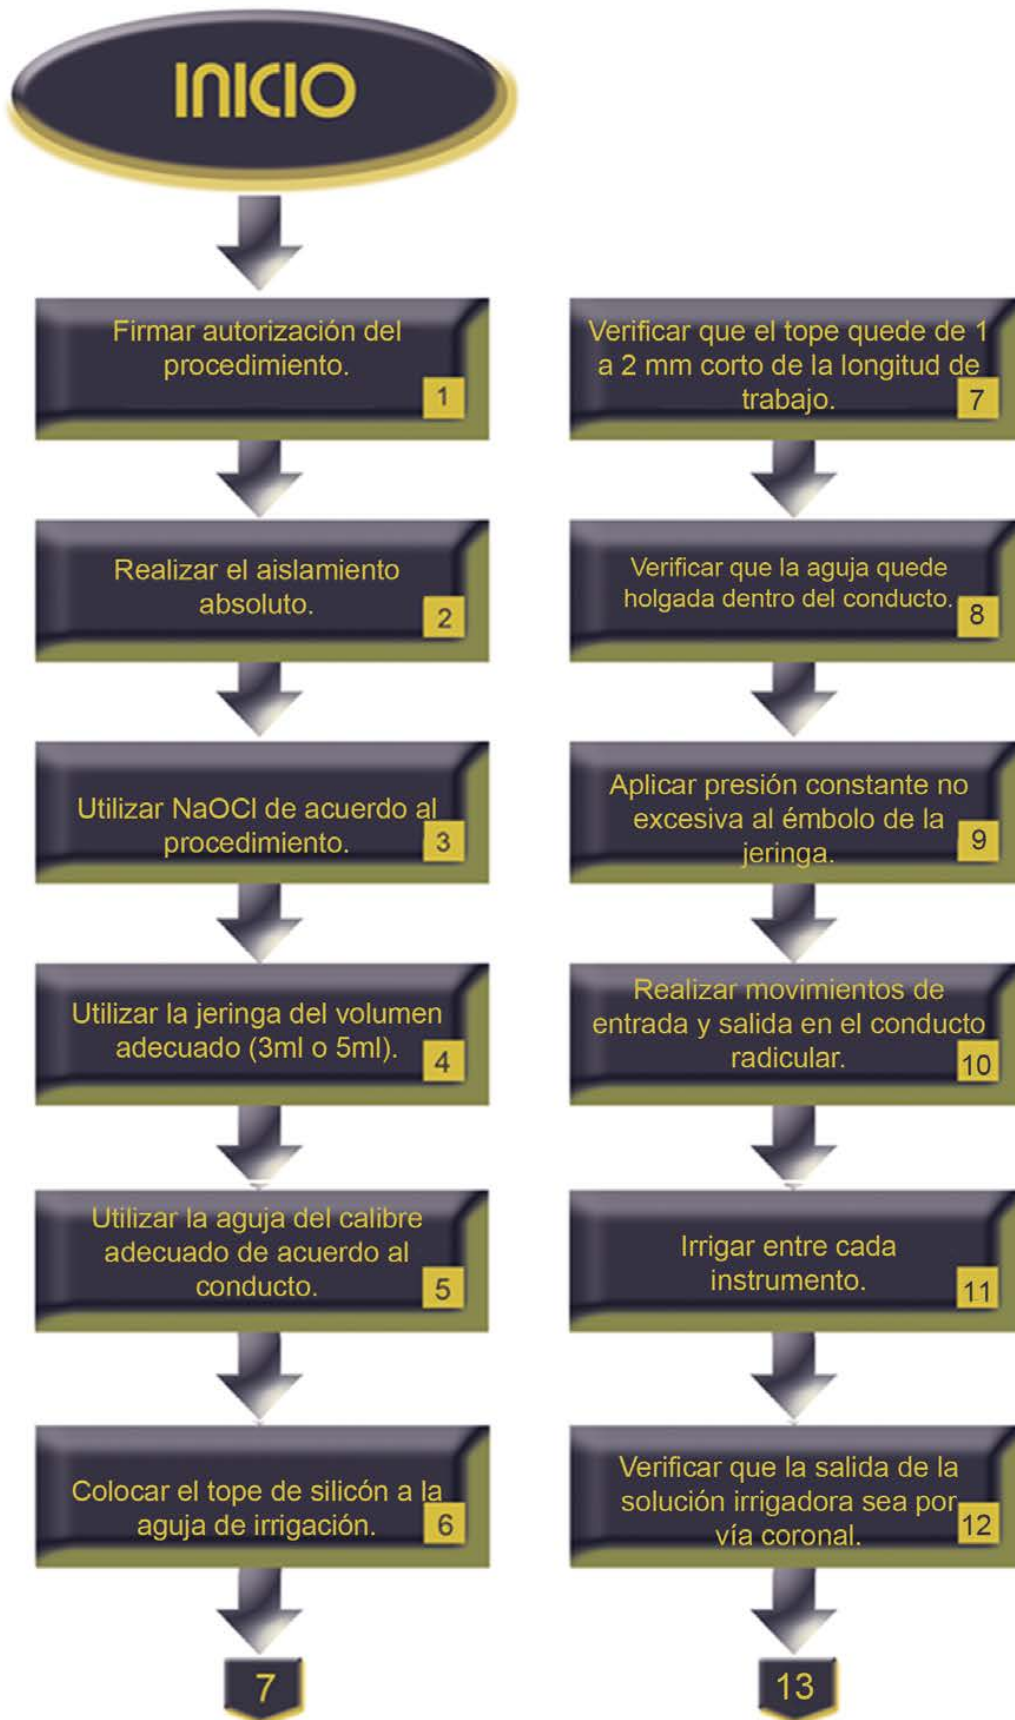 INICIO
Firmar autorización del
procedimiento.
1
Realizar el aislamiento
absoluto.
2
Utilizar NaOCl de acuerdo al
procedimiento.
3
Utilizar la jeringa del volumen
adecuado (3ml o 5ml).
4
Utilizar la aguja del calibre
adecuado de acuerdo al
conducto.
5
Colocar el tope de silicón a la
aguja de irrigación.
6
7
Verificar que el tope quede de 1
a 2 mm corto de la longitud de
trabajo.
7
Verificar que la aguja quede
holgada dentro del conducto.
8
Aplicar presión constante no
excesiva al émbolo de la
jeringa.
9
Realizar movimientos de
entrada y salida en el conducto
radicular.
10
Irrigar entre cada
instrumento.
11
Verificar que la salida de la
solución irrigadora sea por
vía coronal.
12
13